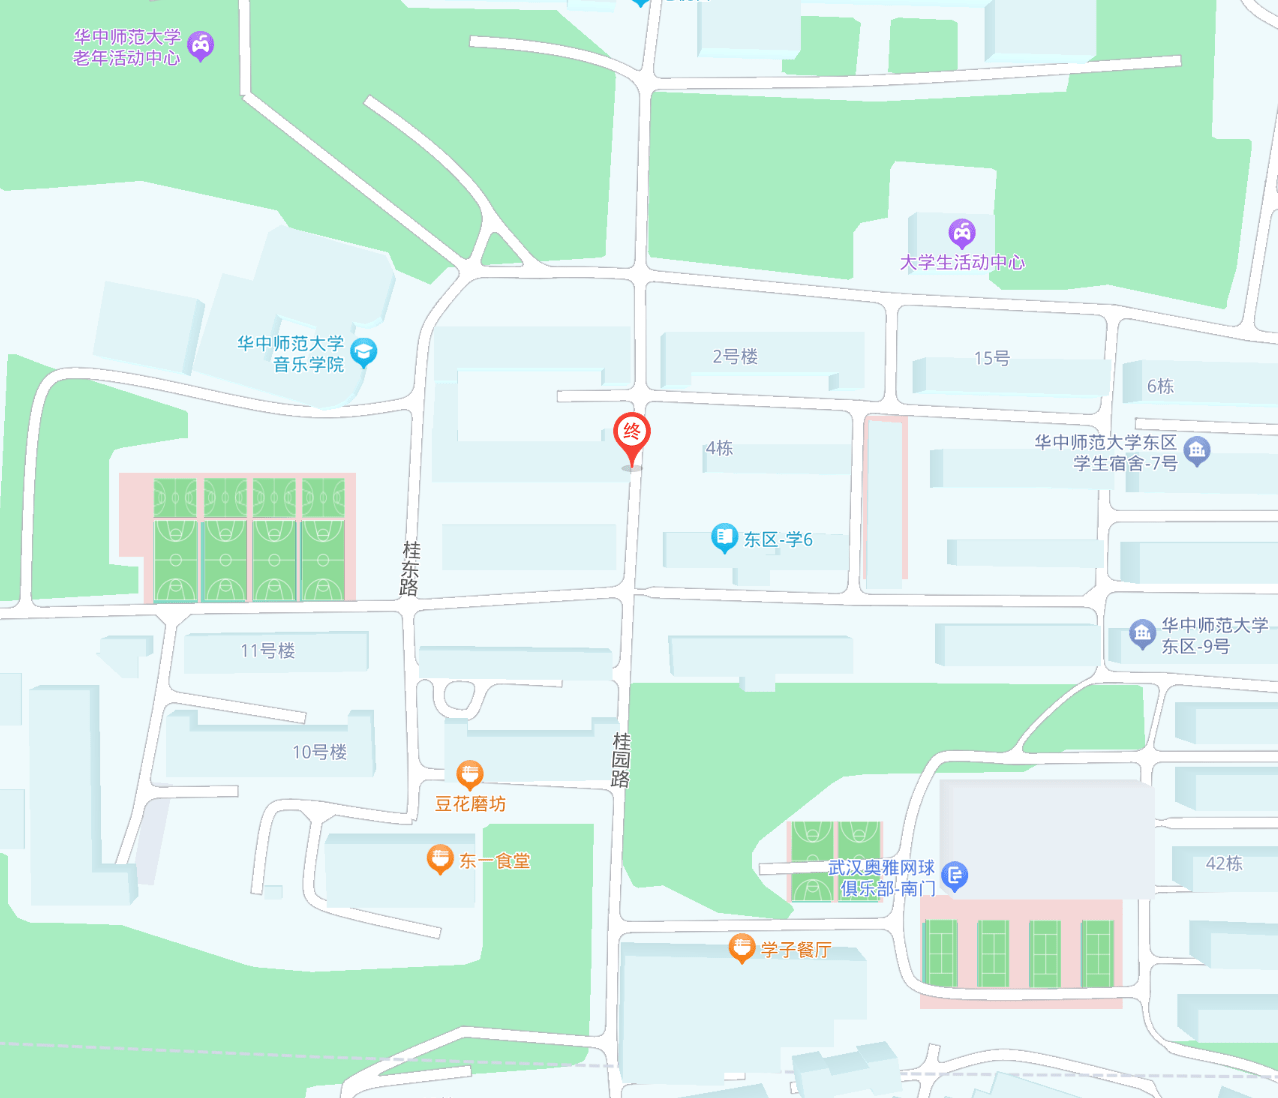 华中师范大学
老年活动中心
大学生活动中心
华中师范大学
音乐学院
2号楼
15号
6栋
终
4栋
华中师范大学东区
学生宿舍-7号
东区-学6
桂东路
华中师范大学
东区-9号
11号楼
10号楼
桂园路
豆花磨坊
东一食堂
武汉奥雅网球
俱乐部-南门
42栋
学子餐厅